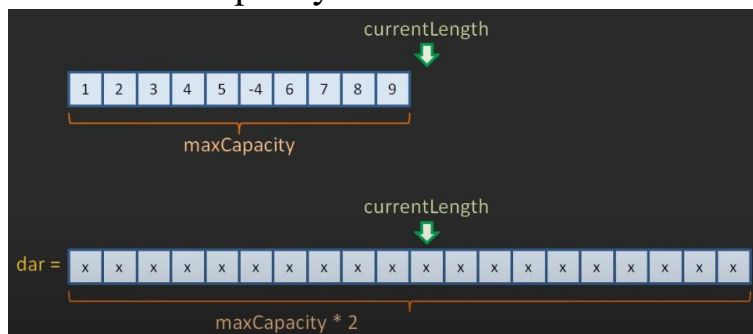 currentLength
1 2 3 4 5 -4 6 7 8 9
maxCapacity
currentLength
dar = x x x x x x x x x x x x x x x x x x x x
maxCapacity * 2